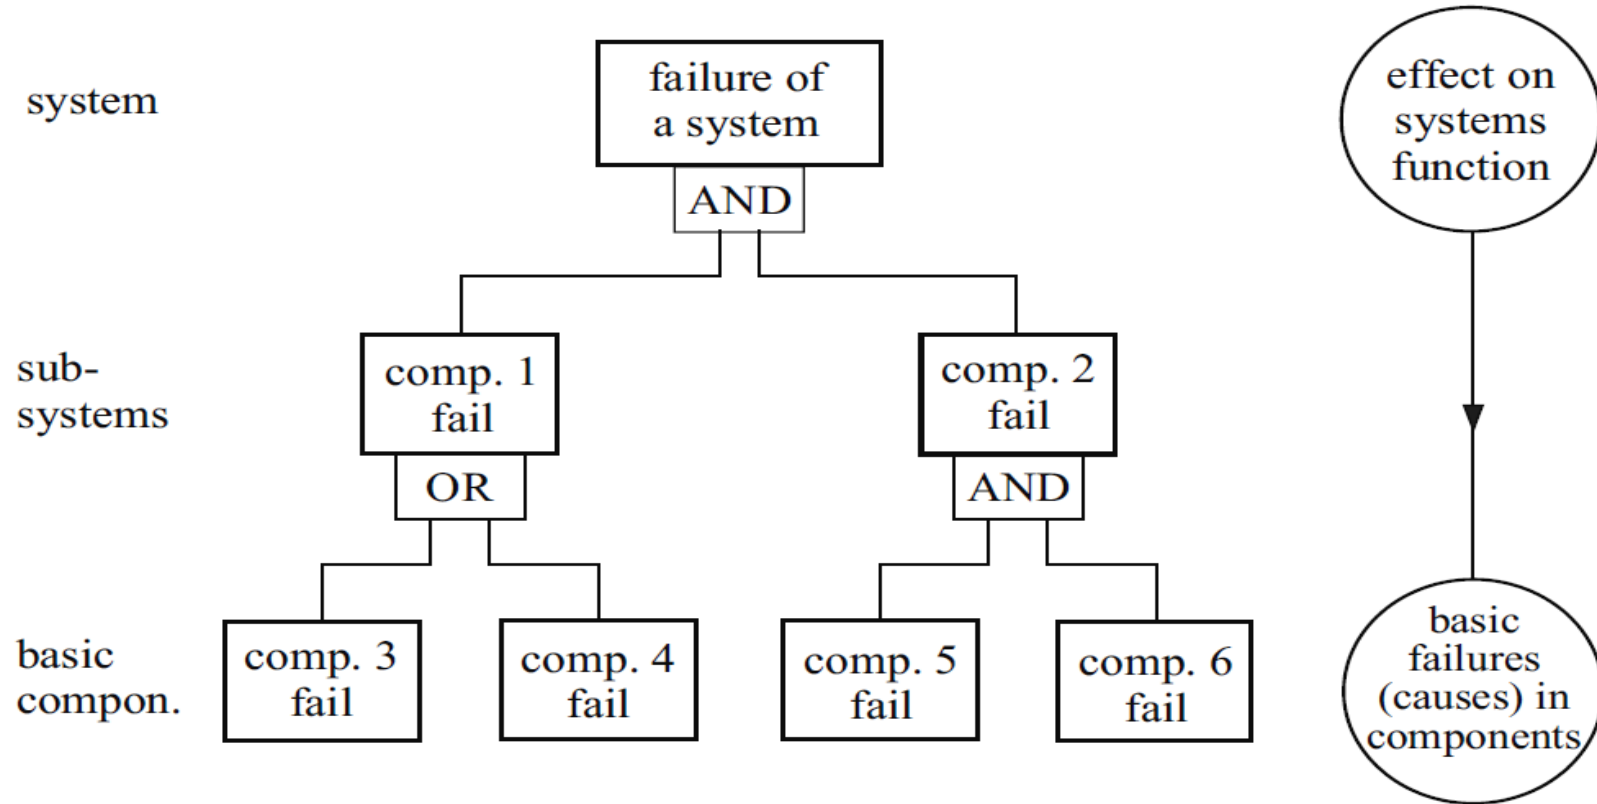 system
failure of
a system
AND
effect on
systems
function
sub-
systems
comp. 1
fail
OR
comp. 2
fail
AND
basic
compon.
comp. 3
fail
comp. 4
fail
comp. 5
fail
comp. 6
fail
basic
failures
(causes) in
components